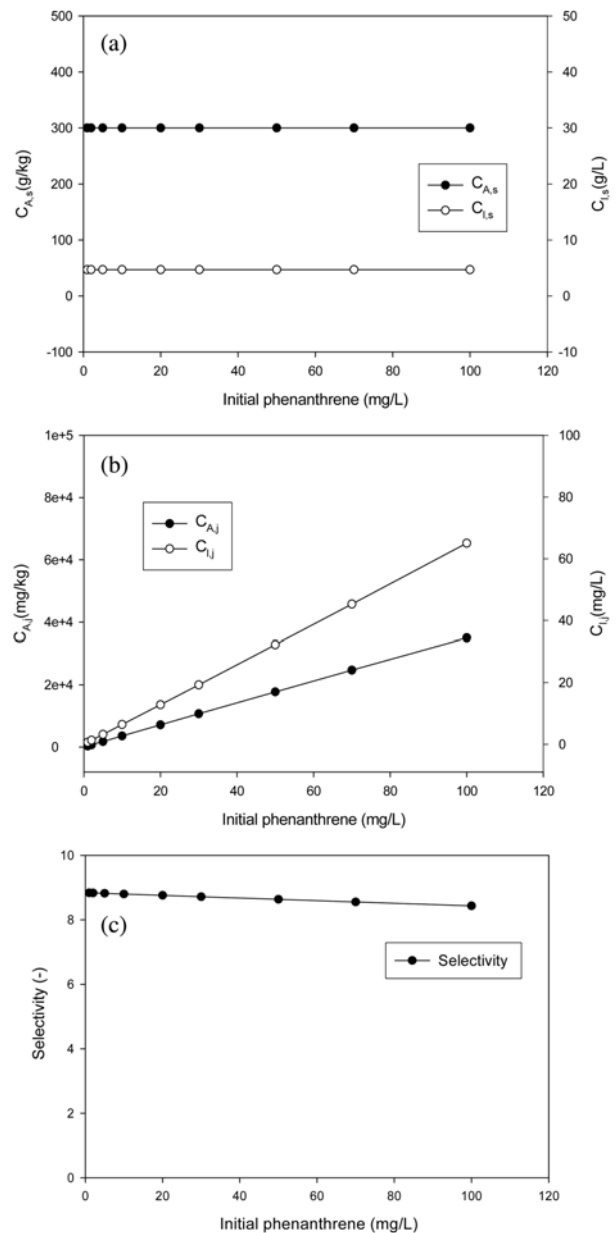 (a)
500
400
300
200
100
0
-100
C_A,s(g/kg)
50
40
30
20
10
0
-10
C_I,s(g/L)
C_A,s
C_I,s
0 20 40 60 80 100 120
Initial phenanthrene (mg/L)
(b)
1e+5
8e+4
6e+4
4e+4
2e+4
0
C_A,j(mg/kg)
100
80
60
40
20
0
C_I,j(mg/L)
C_A,j
C_I,j
0 20 40 60 80 100 120
Initial phenanthrene (mg/L)
(c)
10
8
6
4
2
0
Selectivity (-)
Selectivity
0 20 40 60 80 100 120
Initial phenanthrene (mg/L)